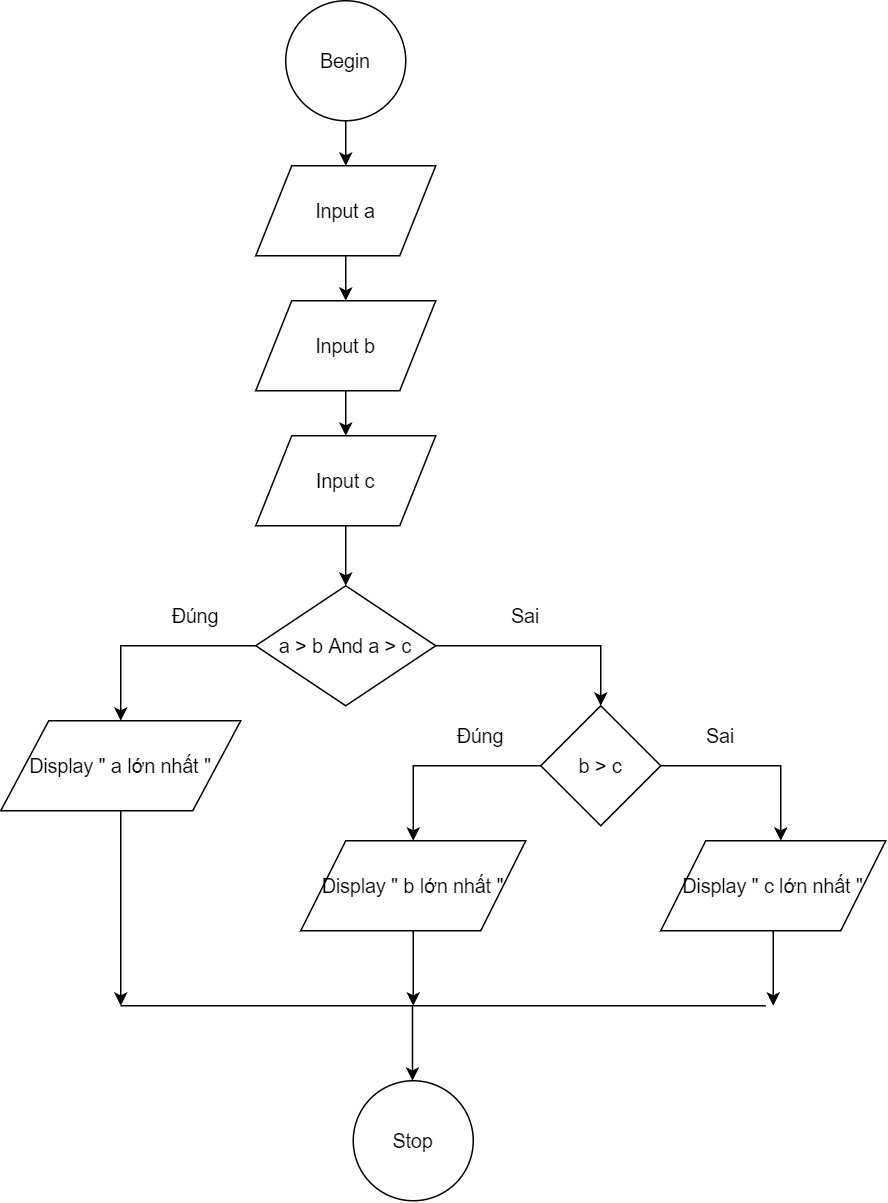 Begin
Input a
Input b
Input c
Đúng
Sai
a > b And a > c
Đúng
Sai
Display " a lớn nhất "
b > c
Display " b lớn nhất "
Display " c lớn nhất "
Stop